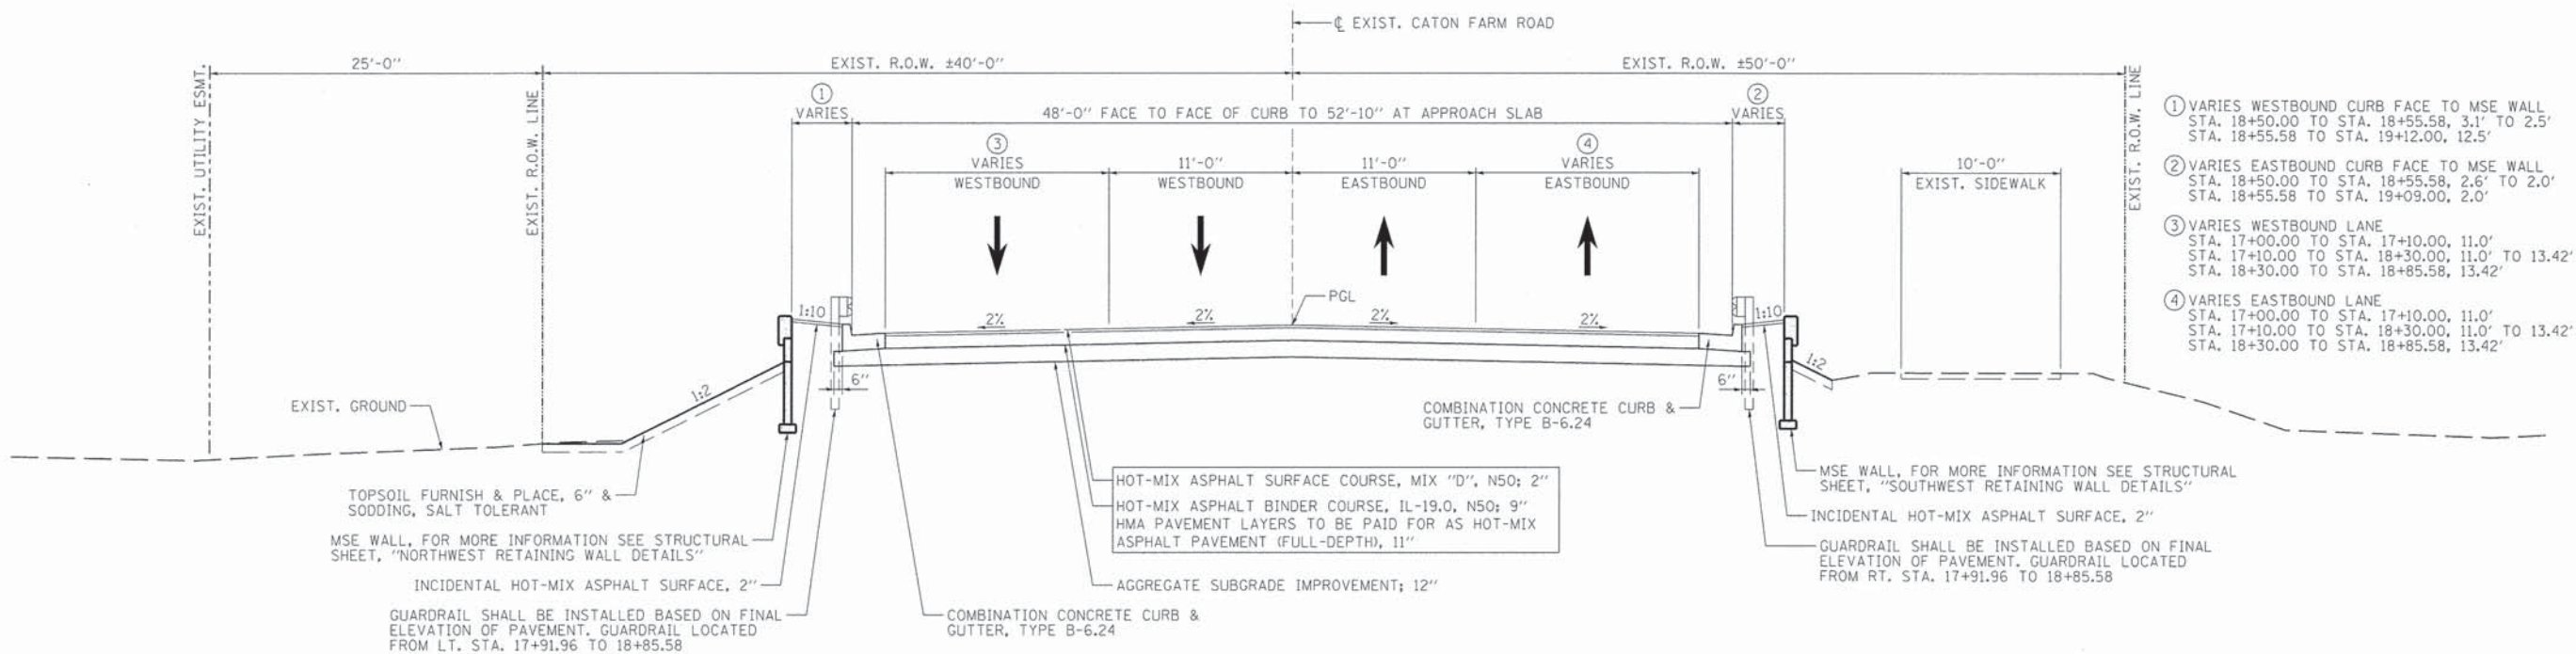 ℄ EXIST. CATON FARM ROAD
25'-0"
EXIST. R.O.W. ±40'-0"
EXIST. R.O.W. ±50'-0"
EXIST. UTILITY ESMT.
EXIST. R.O.W. LINE
EXIST. R.O.W. LINE
① VARIES
48'-0" FACE TO FACE OF CURB TO 52'-10" AT APPROACH SLAB
② VARIES
③ VARIES
WESTBOUND
11'-0"
WESTBOUND
11'-0"
EASTBOUND
④ VARIES
EASTBOUND
10'-0"
EXIST. SIDEWALK
① VARIES WESTBOUND CURB FACE TO MSE WALL
STA. 18+50.00 TO STA. 18+55.58, 3.1' TO 2.5'
STA. 18+55.58 TO STA. 19+12.00, 12.5'
② VARIES EASTBOUND CURB FACE TO MSE WALL
STA. 18+50.00 TO STA. 18+55.58, 2.6' TO 2.0'
STA. 18+55.58 TO STA. 19+09.00, 2.0'
③ VARIES WESTBOUND LANE
STA. 17+00.00 TO STA. 17+10.00, 11.0'
STA. 17+10.00 TO STA. 18+30.00, 11.0' TO 13.42'
STA. 18+30.00 TO STA. 18+85.58, 13.42'
④ VARIES EASTBOUND LANE
STA. 17+00.00 TO STA. 17+10.00, 11.0'
STA. 17+10.00 TO STA. 18+30.00, 11.0' TO 13.42'
STA. 18+30.00 TO STA. 18+85.58, 13.42'
PGL
1:10
2%
2%
2%
2%
1:10
1:2
1:2
6"
6"
EXIST. GROUND
COMBINATION CONCRETE CURB &
GUTTER, TYPE B-6.24
TOPSOIL FURNISH & PLACE, 6" &
SODDING, SALT TOLERANT
MSE WALL, FOR MORE INFORMATION SEE STRUCTURAL
SHEET, "NORTHWEST RETAINING WALL DETAILS"
INCIDENTAL HOT-MIX ASPHALT SURFACE, 2"
GUARDRAIL SHALL BE INSTALLED BASED ON FINAL
ELEVATION OF PAVEMENT. GUARDRAIL LOCATED
FROM LT. STA. 17+91.96 TO 18+85.58
HOT-MIX ASPHALT SURFACE COURSE, MIX "D", N50; 2"
HOT-MIX ASPHALT BINDER COURSE, IL-19.0, N50; 9"
HMA PAVEMENT LAYERS TO BE PAID FOR AS HOT-MIX
ASPHALT PAVEMENT (FULL-DEPTH), 11"
AGGREGATE SUBGRADE IMPROVEMENT; 12"
COMBINATION CONCRETE CURB &
GUTTER, TYPE B-6.24
MSE WALL, FOR MORE INFORMATION SEE STRUCTURAL
SHEET, "SOUTHWEST RETAINING WALL DETAILS"
INCIDENTAL HOT-MIX ASPHALT SURFACE, 2"
GUARDRAIL SHALL BE INSTALLED BASED ON FINAL
ELEVATION OF PAVEMENT. GUARDRAIL LOCATED
FROM RT. STA. 17+91.96 TO 18+85.58